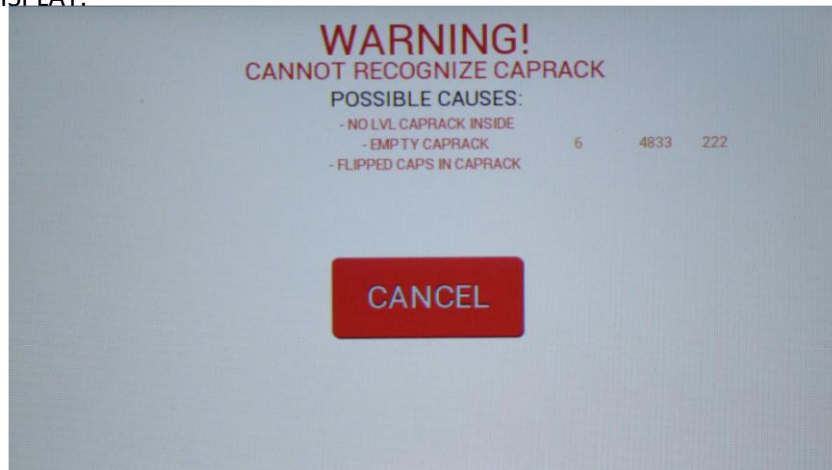 WARNING!
CANNOT RECOGNIZE CAPRACK
POSSIBLE CAUSES:
- NO LVL CAPRACK INSIDE
- EMPTY CAPRACK 6 4833 222
- FLIPPED CAPS IN CAPRACK
CANCEL